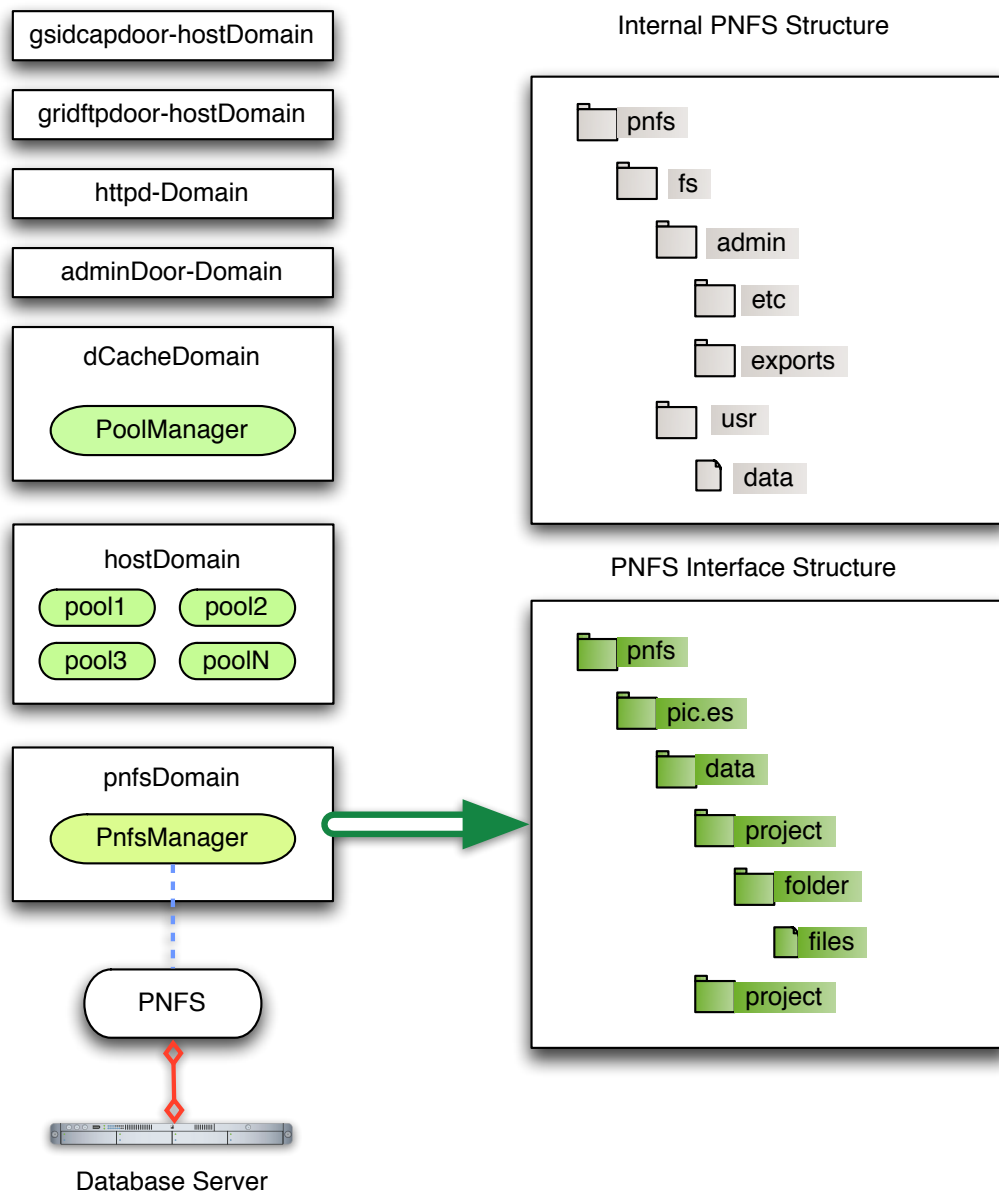 gsidcapdoor-hostDomain
gridftpdoor-hostDomain
httpd-Domain
adminDoor-Domain
dCacheDomain
PoolManager
hostDomain
pool1 pool2
pool3 poolN
pnfsDomain
PnfsManager
PNFS
Database Server
Internal PNFS Structure
pnfs
fs
admin
etc
exports
usr
data
PNFS Interface Structure
pnfs
pic.es
data
project
folder
files
project